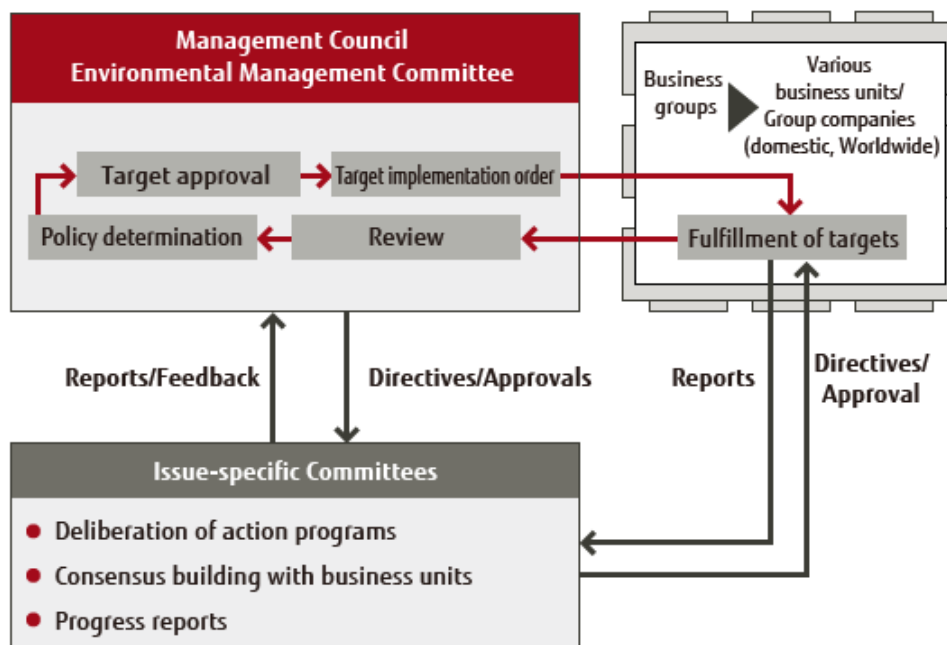 Management Council
Environmental Management Committee
Target approval
Target implementation order
Policy determination
Review
Business
groups
Various
business units/
Group companies
(domestic, Worldwide)
Fulfillment of targets
Reports/Feedback
Directives/Approvals
Reports
Directives/
Approval
Issue-specific Committees
Deliberation of action programs
Consensus building with business units
Progress reports